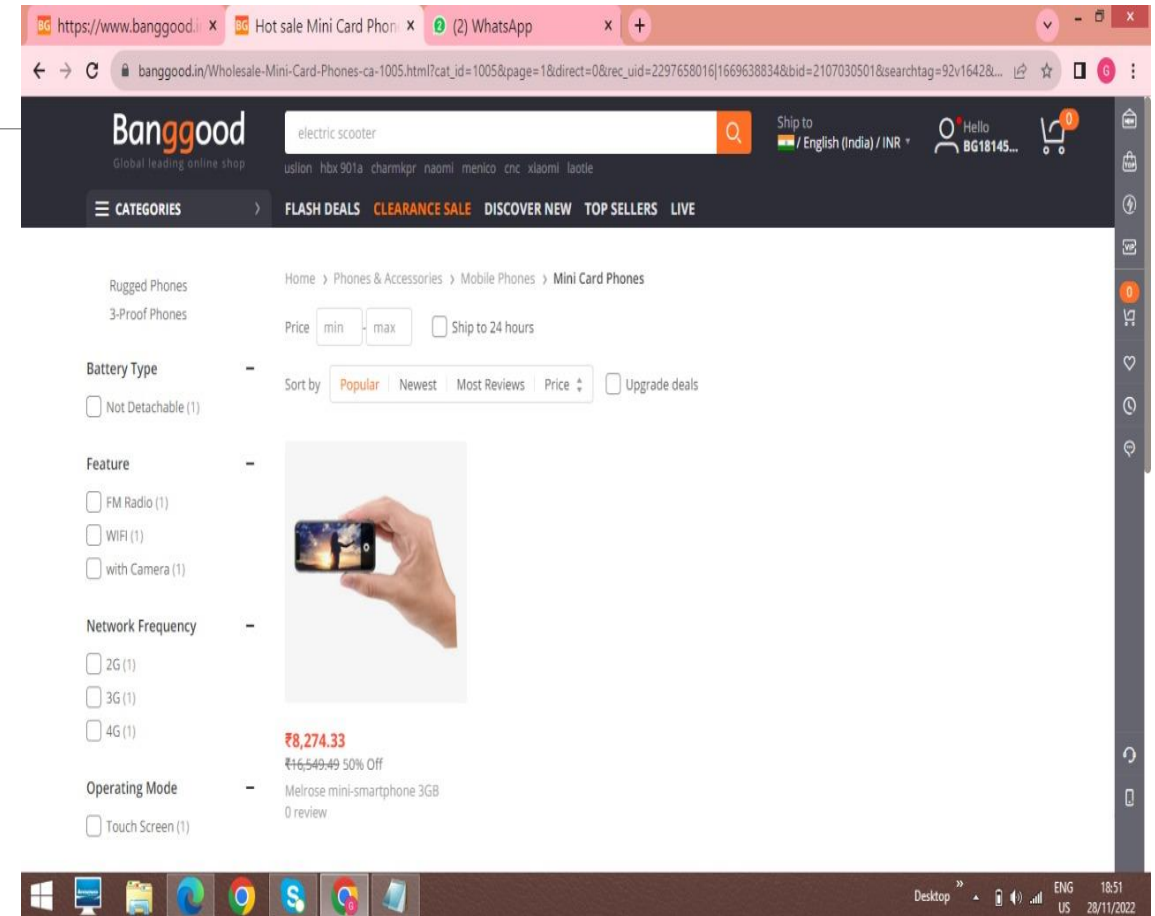 https://www.banggood.i
Hot sale Mini Card Phon
(2) WhatsApp
banggood.in/Wholesale-Mini-Card-Phones-ca-1005.html?cat_id=1005&page=1&direct=0&rec_uid=2297658016|1669638834&bid=2107030501&searchtag=92v1642&...
Banggood
Global leading online shop
electric scooter
uslion hbx 901a charmkpr naomi menico cnc xiaomi laotie
Ship to
/ English (India) / INR
Hello
BG18145...
0
CATEGORIES
FLASH DEALS CLEARANCE SALE DISCOVER NEW TOP SELLERS LIVE
NEW
TOP
VIP
0
Rugged Phones
3-Proof Phones
Battery Type
Not Detachable (1)
Feature
FM Radio (1)
WIFI (1)
with Camera (1)
Network Frequency
2G (1)
3G (1)
4G (1)
Operating Mode
Touch Screen (1)
Home > Phones & Accessories > Mobile Phones > Mini Card Phones
Price min - max Ship to 24 hours
Sort by Popular Newest Most Reviews Price Upgrade deals
₹8,274.33
₹16,549.49 50% Off
Melrose mini-smartphone 3GB
0 review
Desktop
ENG
US
18:51
28/11/2022